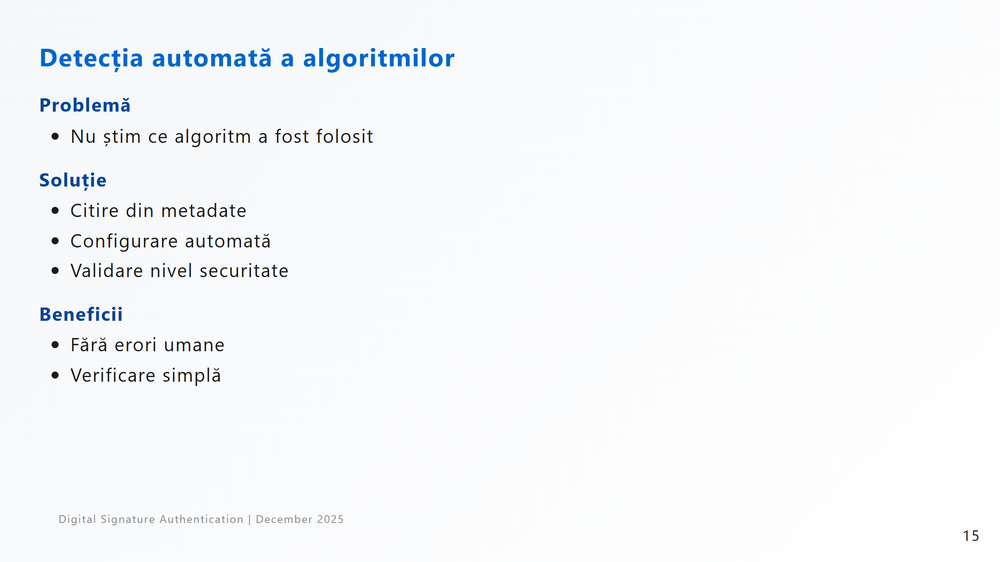 Detecția automată a algoritmilor
Problemă
• Nu știm ce algoritm a fost folosit
Soluție
• Citire din metadate
• Configurare automată
• Validare nivel securitate
Beneficii
• Fără erori umane
• Verificare simplă
Digital Signature Authentication | December 2025
15